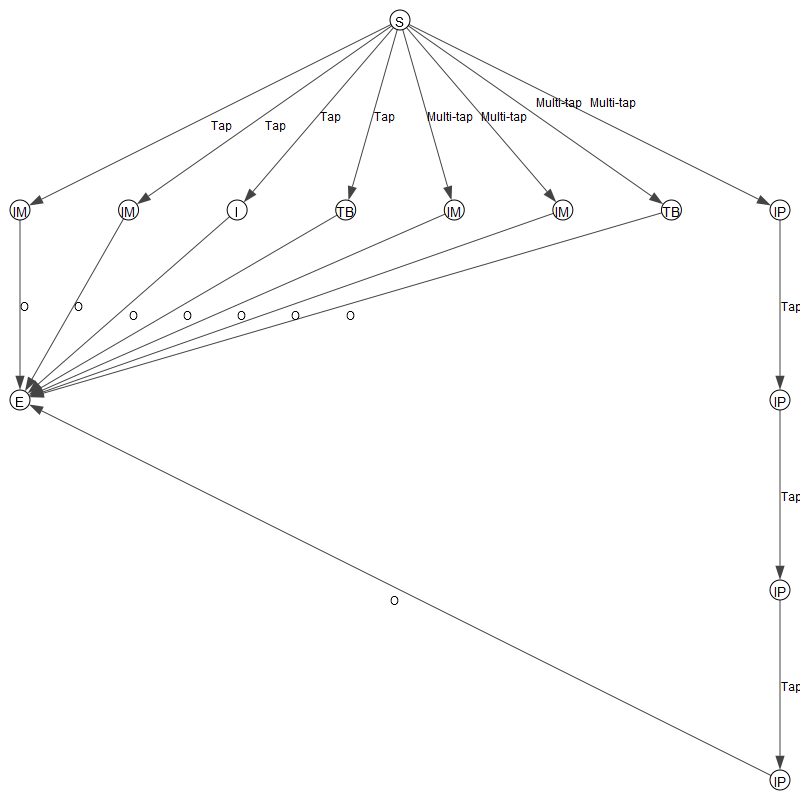 S
Multi-tap Multi-tap
Tap Tap Tap Tap Multi-tap Multi-tap
IM IM I TB IM IM TB IP
O O O O O O O Tap
E IP
Tap
IP
O
Tap
IP